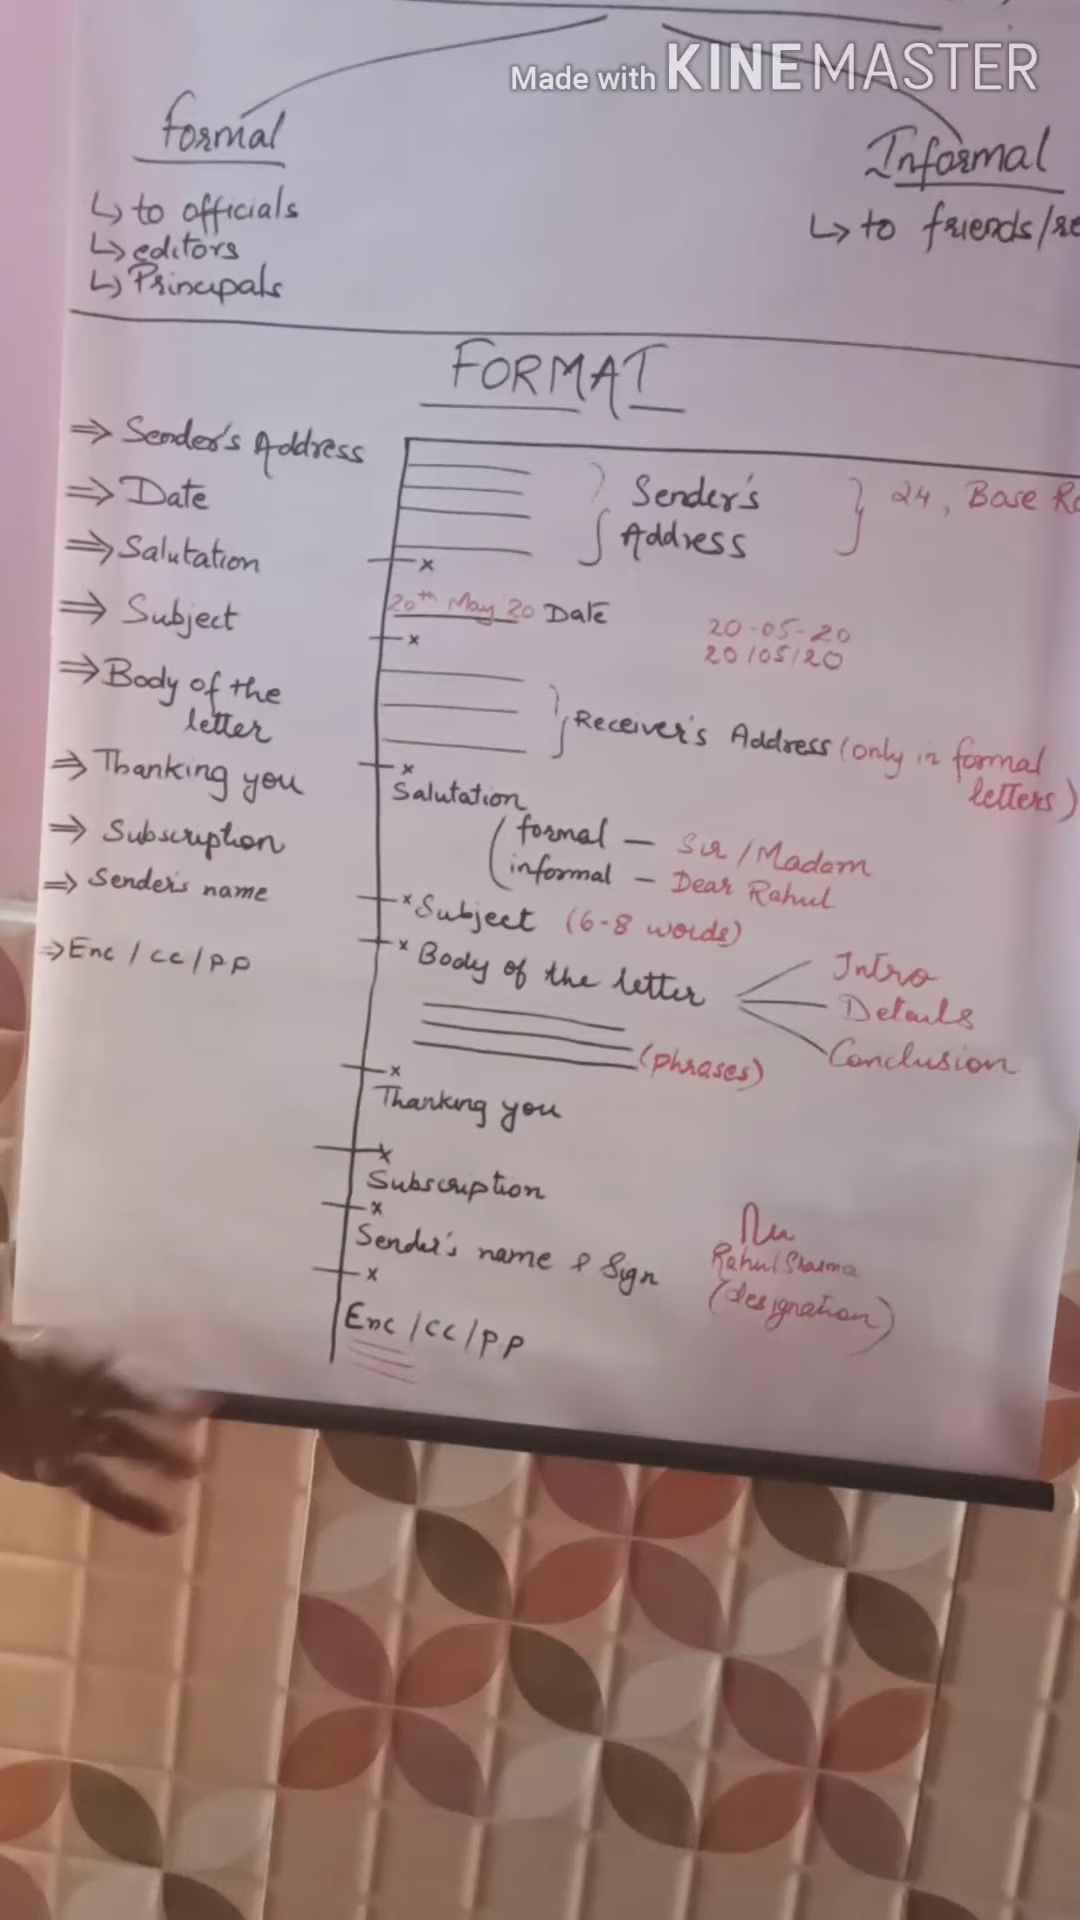 Made with KINEMASTER
Formal
↳ to officials
↳ editors
↳ Principals
Informal
↳ to friends/re
FORMAT
⇒ Sender's Address
⇒ Date
⇒ Salutation
⇒ Subject
⇒ Body of the
letter
⇒ Thanking you
⇒ Subscription
⇒ Sender's name
⇒ Enc / cc / pp
Sender's
Address
24, Base Ro
x
20th May 20 Date
20-05-20
20/05/20
x
Receiver's Address (only in formal
letters)
x
Salutation
formal — Sir/Madam
informal — Dear Rahul
x Subject (6-8 words)
x Body of the letter
Intro
Details
Conclusion
(phrases)
x
Thanking you
x
Subscription
x
Sender's name & Sign
Rahul Sharma
(designation)
x
Enc / cc / pp